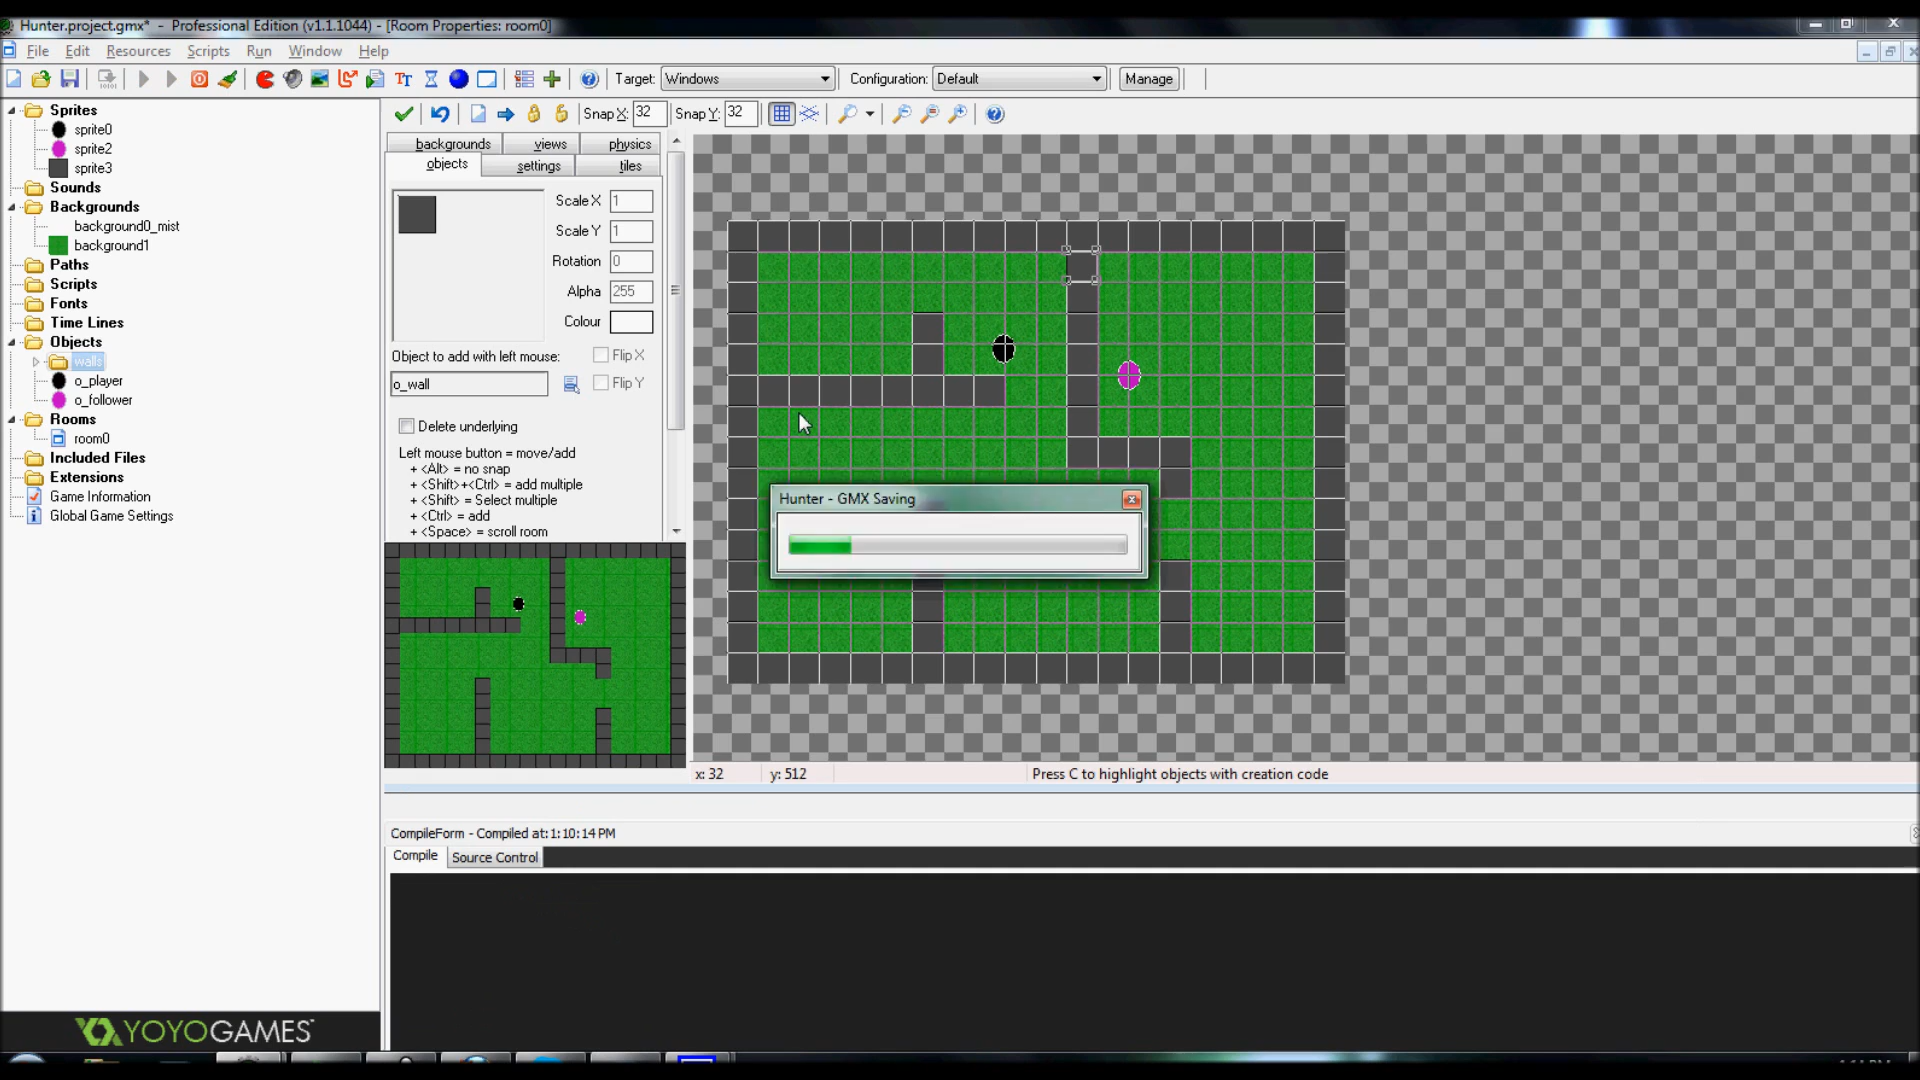 Hunter.project.gmx* - Professional Edition (v1.1.1044) - [Room Properties: room0]
File Edit Resources Scripts Run Window Help
Target: Windows Configuration: Default Manage
Snap X: 32 Snap Y: 32
Sprites
sprite0
sprite2
sprite3
Sounds
Backgrounds
background0_mist
background1
Paths
Scripts
Fonts
Time Lines
Objects
walls
o_player
o_follower
Rooms
room0
Included Files
Extensions
Game Information
Global Game Settings
YOYOGAMES™
backgrounds views physics
objects settings tiles
Scale X 1
Scale Y 1
Rotation 0
Alpha 255
Colour
Object to add with left mouse: Flip X
o_wall Flip Y
Delete underlying
Left mouse button = move/add
+ <Alt> = no snap
+ <Shift>+<Ctrl> = add multiple
+ <Shift> = Select multiple
+ <Ctrl> = add
+ <Space> = scroll room
Hunter - GMX Saving
x: 32 y: 512 Press C to highlight objects with creation code
CompileForm - Compiled at: 1:10:14 PM
Compile Source Control